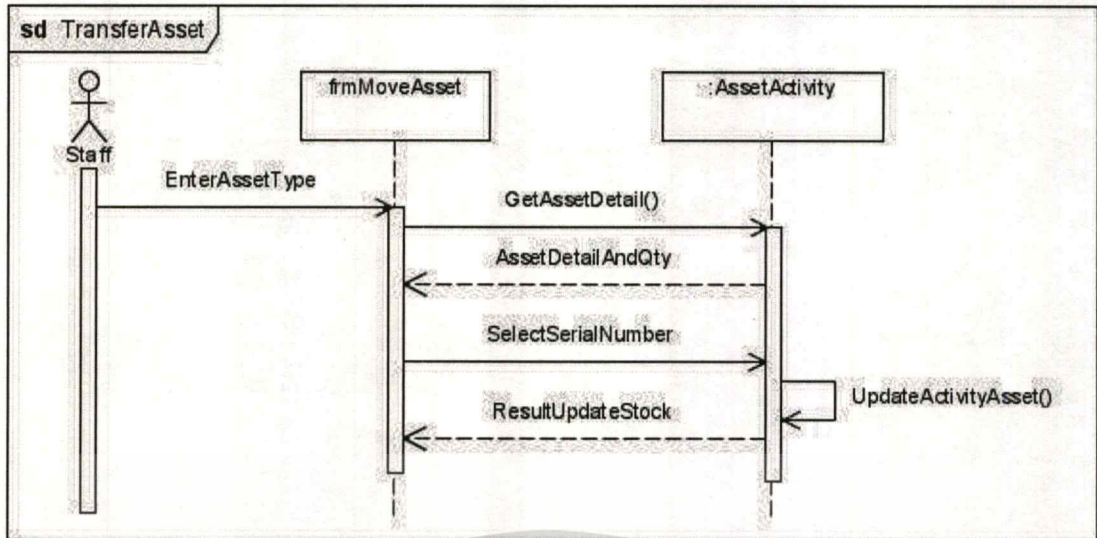 sd TransferAsset
frmMoveAsset
:AssetActivity
Staff
EnterAssetType
GetAssetDetail()
AssetDetailAndQty
SelectSerialNumber
UpdateActivityAsset()
ResultUpdateStock